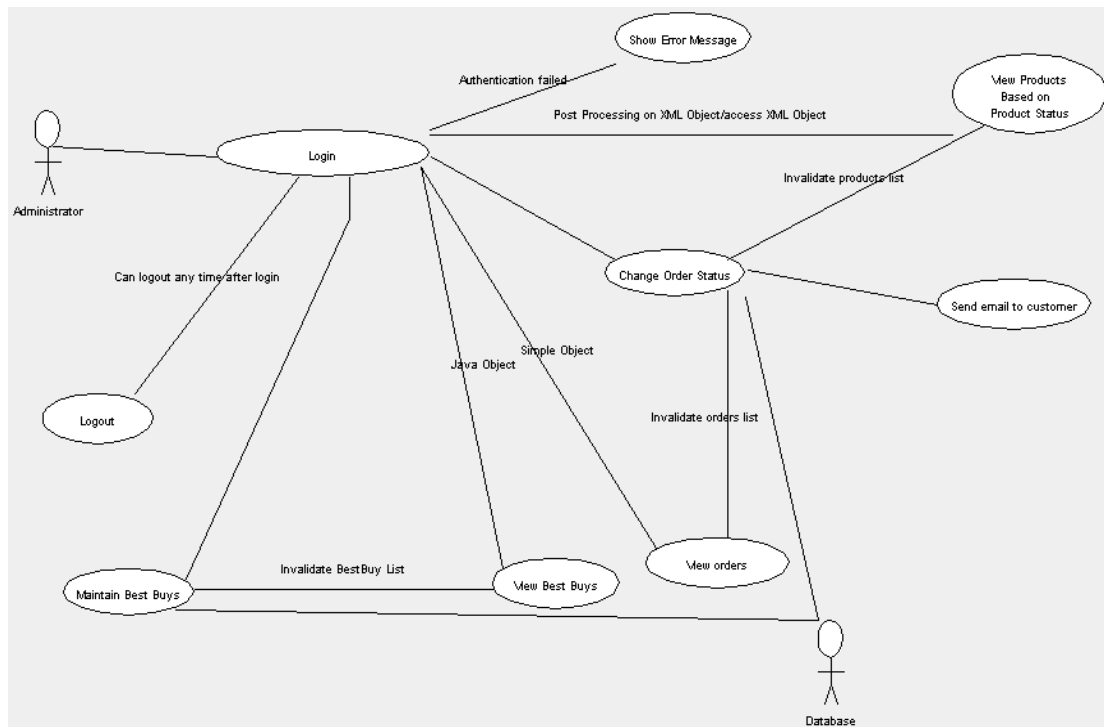 Show Error Message
Authentication failed
View Products
Based on
Product Status
Post Processing on XML Object/access XML Object
Login
Invalidate products list
Administrator
Can logout any time after login
Change Order Status
Send email to customer
Simple Object
Java Object
Logout
Invalidate orders list
Invalidate BestBuy List
View orders
View Best Buys
Maintain Best Buys
Database